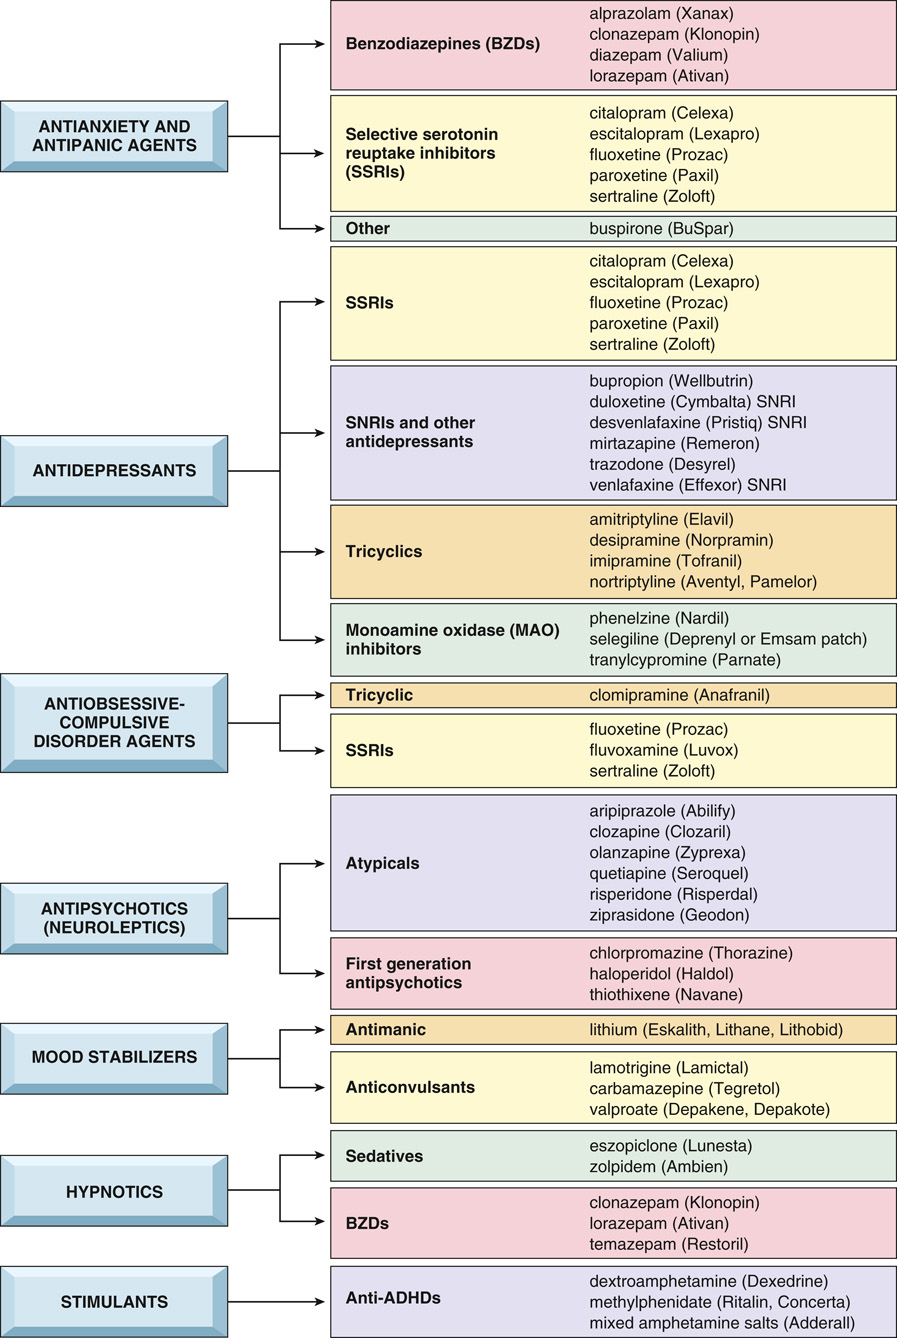 ANTIANXIETY AND
ANTIPANIC AGENTS
Benzodiazepines (BZDs)
alprazolam (Xanax)
clonazepam (Klonopin)
diazepam (Valium)
lorazepam (Ativan)
Selective serotonin
reuptake inhibitors
(SSRIs)
citalopram (Celexa)
escitalopram (Lexapro)
fluoxetine (Prozac)
paroxetine (Paxil)
sertraline (Zoloft)
Other
buspirone (BuSpar)
ANTIDEPRESSANTS
SSRIs
citalopram (Celexa)
escitalopram (Lexapro)
fluoxetine (Prozac)
paroxetine (Paxil)
sertraline (Zoloft)
SNRIs and other
antidepressants
bupropion (Wellbutrin)
duloxetine (Cymbalta) SNRI
desvenlafaxine (Pristiq) SNRI
mirtazapine (Remeron)
trazodone (Desyrel)
venlafaxine (Effexor) SNRI
Tricyclics
amitriptyline (Elavil)
desipramine (Norpramin)
imipramine (Tofranil)
nortriptyline (Aventyl, Pamelor)
Monoamine oxidase (MAO)
inhibitors
phenelzine (Nardil)
selegiline (Deprenyl or Emsam patch)
tranylcypromine (Parnate)
ANTIOBSESSIVE-
COMPULSIVE
DISORDER AGENTS
Tricyclic
clomipramine (Anafranil)
SSRIs
fluoxetine (Prozac)
fluvoxamine (Luvox)
sertraline (Zoloft)
ANTIPSYCHOTICS
(NEUROLEPTICS)
Atypicals
aripiprazole (Abilify)
clozapine (Clozaril)
olanzapine (Zyprexa)
quetiapine (Seroquel)
risperidone (Risperdal)
ziprasidone (Geodon)
First generation
antipsychotics
chlorpromazine (Thorazine)
haloperidol (Haldol)
thiothixene (Navane)
MOOD STABILIZERS
Antimanic
lithium (Eskalith, Lithane, Lithobid)
Anticonvulsants
lamotrigine (Lamictal)
carbamazepine (Tegretol)
valproate (Depakene, Depakote)
HYPNOTICS
Sedatives
eszopiclone (Lunesta)
zolpidem (Ambien)
BZDs
clonazepam (Klonopin)
lorazepam (Ativan)
temazepam (Restoril)
STIMULANTS
Anti-ADHDs
dextroamphetamine (Dexedrine)
methylphenidate (Ritalin, Concerta)
mixed amphetamine salts (Adderall)